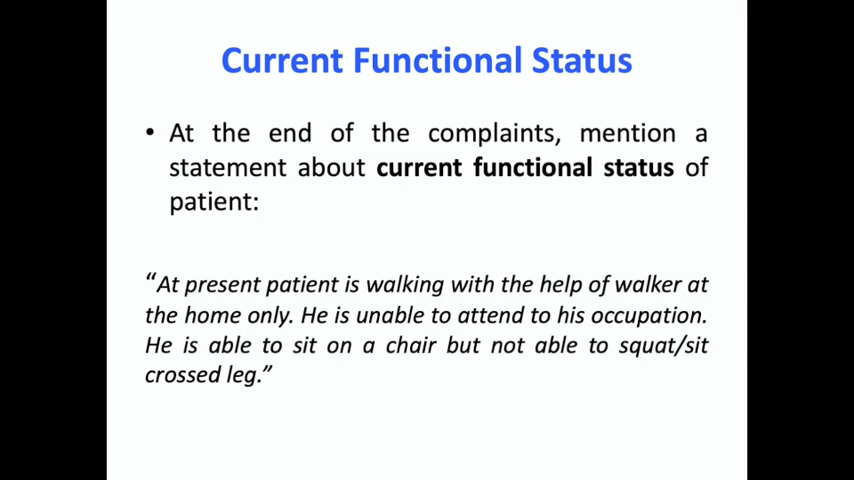 Current Functional Status
• At the end of the complaints, mention a
statement about current functional status of
patient:
“At present patient is walking with the help of walker at
the home only. He is unable to attend to his occupation.
He is able to sit on a chair but not able to squat/sit
crossed leg.”